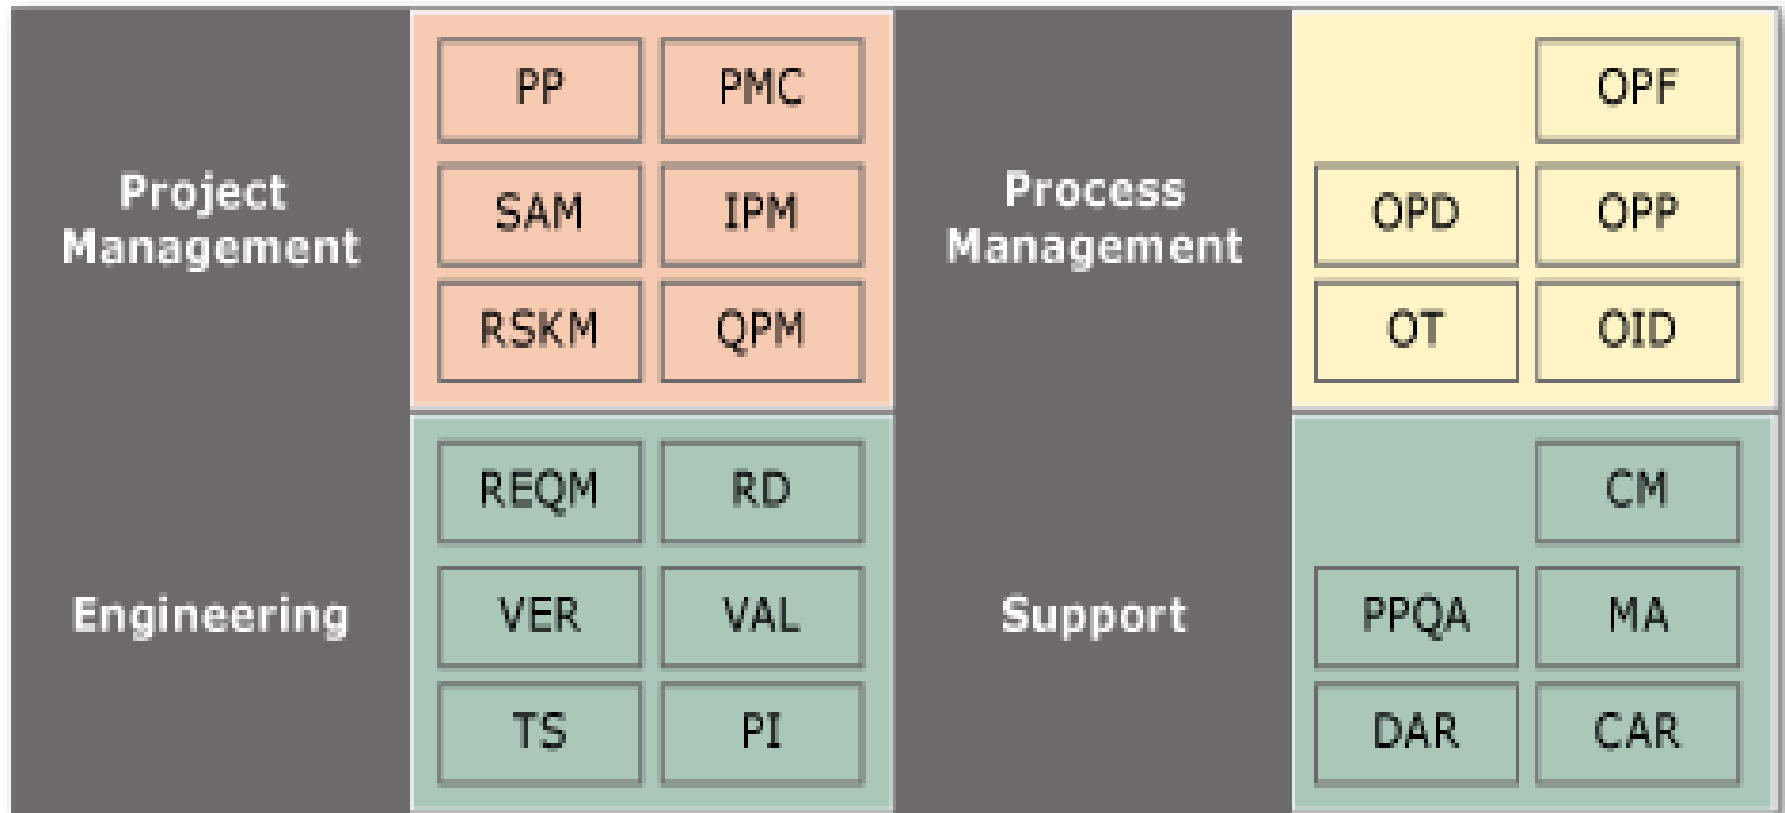 Project
Management
PP PMC
SAM IPM
RSKM QPM
Process
Management
OPF
OPD OPP
OT OID
Engineering
REQM RD
VER VAL
TS PI
Support
CM
PPQA MA
DAR CAR